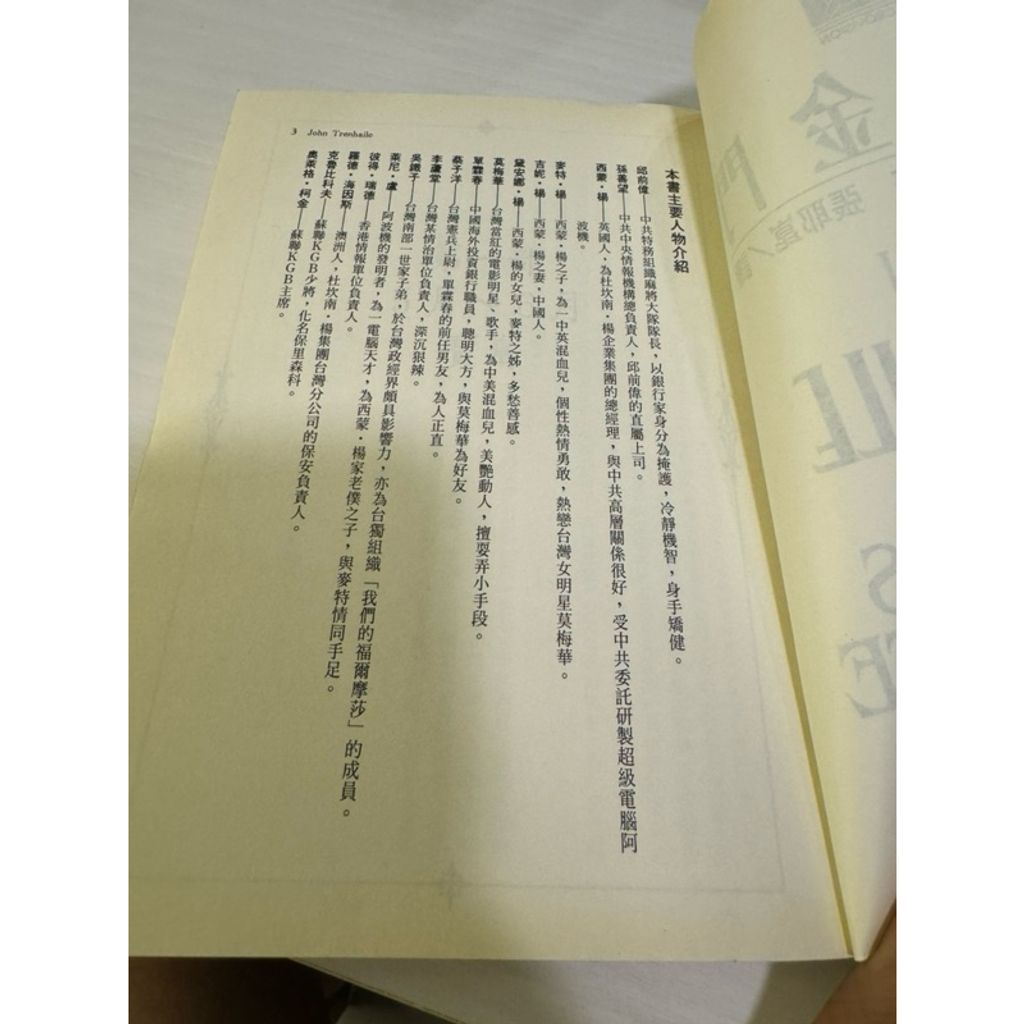 3 John Trenhaile
本書主要人物介紹
邱前偉——中共特務組織麻將大隊隊長，以銀行家身分為掩護，冷靜機智，身手矯健。
孫善望——中共中央情報機構總負責人，邱前偉的直屬上司。
西蒙・楊——英國人，為杜坎南・楊企業集團的總經理，與中共高層關係很好，受中共委託研製超級電腦阿
波機。
麥特・楊——西蒙・楊之子，為一中英混血兒，個性熱情勇敢，熱戀台灣女明星莫梅華。
吉妮・楊——西蒙・楊之妻，中國人。
黛安娜・楊——西蒙・楊的女兒，麥特之姊，多愁善感。
莫梅華——台灣當紅的電影明星、歌手，為中美混血兒，美艷動人，擅耍弄小手段。
單霖春——中國海外投資銀行職員，聰明大方，與莫梅華為好友。
蔡子洋——台灣憲兵上尉，單霖春的前任男友，為人正直。
李蘆堂——台灣某情治單位負責人，深沉狠辣。
吳鐵子——台灣南部一世家子弟，於台灣政經界頗具影響力，亦為台獨組織「我們的福爾摩莎」的成員。
萊尼・盧——阿波機的發明者，為一電腦天才，為西蒙・楊家老僕之子，與麥特情同手足。
彼得・瑞德——香港情報單位負責人。
羅德・海因斯——澳洲人，杜坎南・楊集團台灣分公司的保安負責人。
克魯比科夫——蘇聯KGB少將，化名保里森科。
奧萊格・柯金——蘇聯KGB主席。
金門
張郎